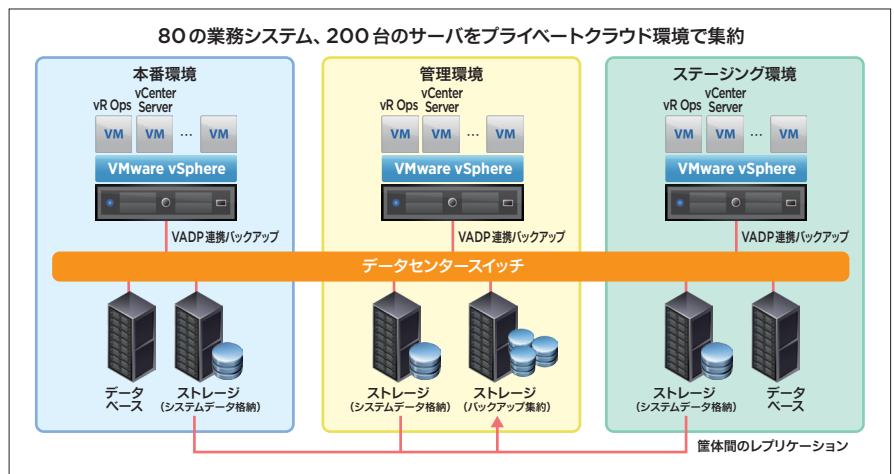 80の業務システム、200台のサーバをプライベートクラウド環境で集約
本番環境
vR Ops
vCenter
Server
VM
VM
…
VM
VMware vSphere
VADP連携バックアップ
管理環境
vR Ops
vCenter
Server
VM
VM
…
VM
VMware vSphere
VADP連携バックアップ
ステージング環境
vR Ops
vCenter
Server
VM
VM
…
VM
VMware vSphere
VADP連携バックアップ
データセンタースイッチ
データ
ベース
ストレージ
(システムデータ格納)
ストレージ
(システムデータ格納)
ストレージ
(バックアップ集約)
ストレージ
(システムデータ格納)
データ
ベース
筐体間のレプリケーション